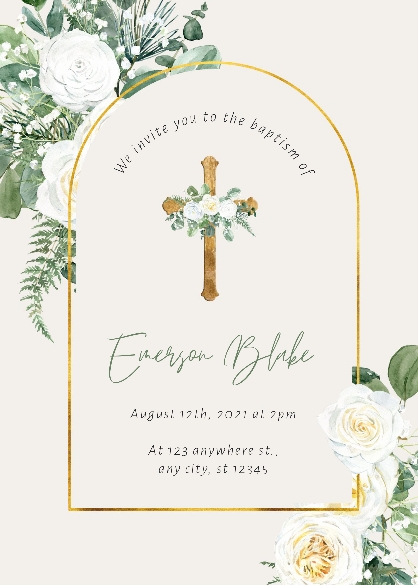 We invite you to the baptism of
Emerson Blake
August 12th, 2021 at 2pm
At 123 anywhere st.,
any city, st 12345